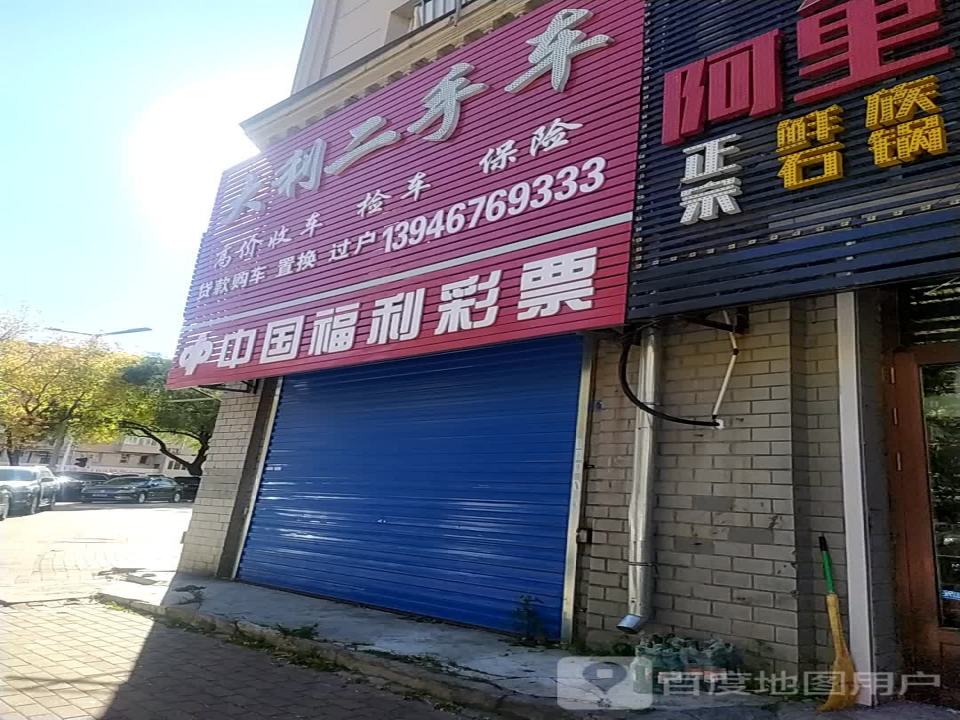 大利二手车
高价收车 检车 保险
贷款购车 置换 过户 13946769333
中国福利彩票
阿里
正宗 鲜族
石锅
百度地图用户